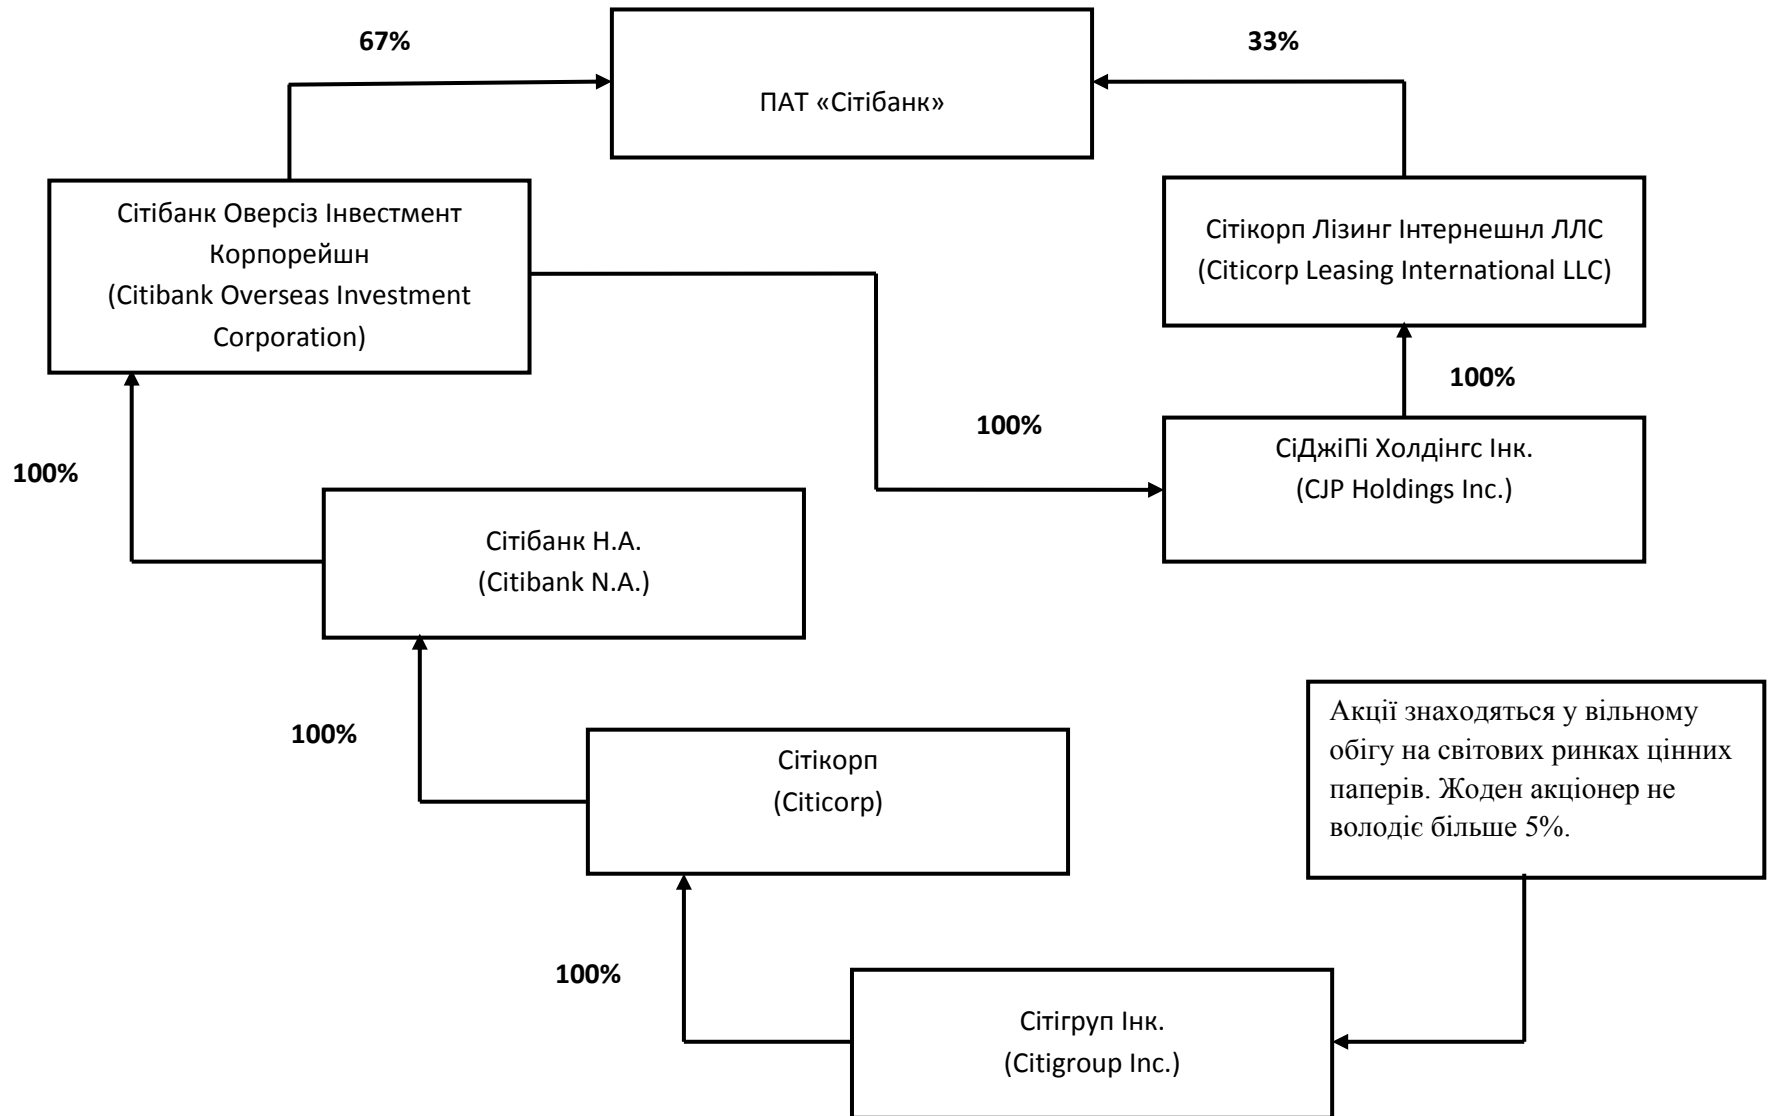 67%
33%
ПАТ «Сітібанк»
Сітібанк Оверсіз Інвестмент
Корпорейшн
(Citibank Overseas Investment
Corporation)
Сітікорп Лізинг Інтернешнл ЛЛС
(Citicorp Leasing International LLC)
100%
100%
СіДжіПі Холдінгс Інк.
(CJP Holdings Inc.)
100%
Сітібанк Н.А.
(Citibank N.A.)
100%
Сітікорп
(Citicorp)
Акції знаходяться у вільному
обігу на світових ринках цінних
паперів. Жоден акціонер не
володіє більше 5%.
100%
Сітігруп Інк.
(Citigroup Inc.)